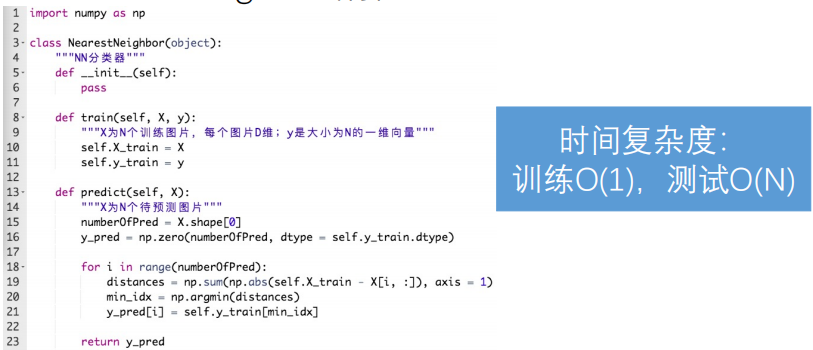 1 import numpy as np
2
3- class NearestNeighbor(object):
4 """NN分类器"""
5- def __init__(self):
6 pass
7
8- def train(self, X, y):
9 """X为N个训练图片，每个图片D维；y是大小为N的一维向量"""
10 self.X_train = X
11 self.y_train = y
12
13- def predict(self, X):
14 """X为N个待预测图片"""
15 numberOfPred = X.shape[0]
16 y_pred = np.zero(numberOfPred, dtype = self.y_train.dtype)
17
18- for i in range(numberOfPred):
19 distances = np.sum(np.abs(self.X_train - X[i, :]), axis = 1)
20 min_idx = np.argmin(distances)
21 y_pred[i] = self.y_train[min_idx]
22
23 return y_pred
时间复杂度：
训练O(1)，测试O(N)